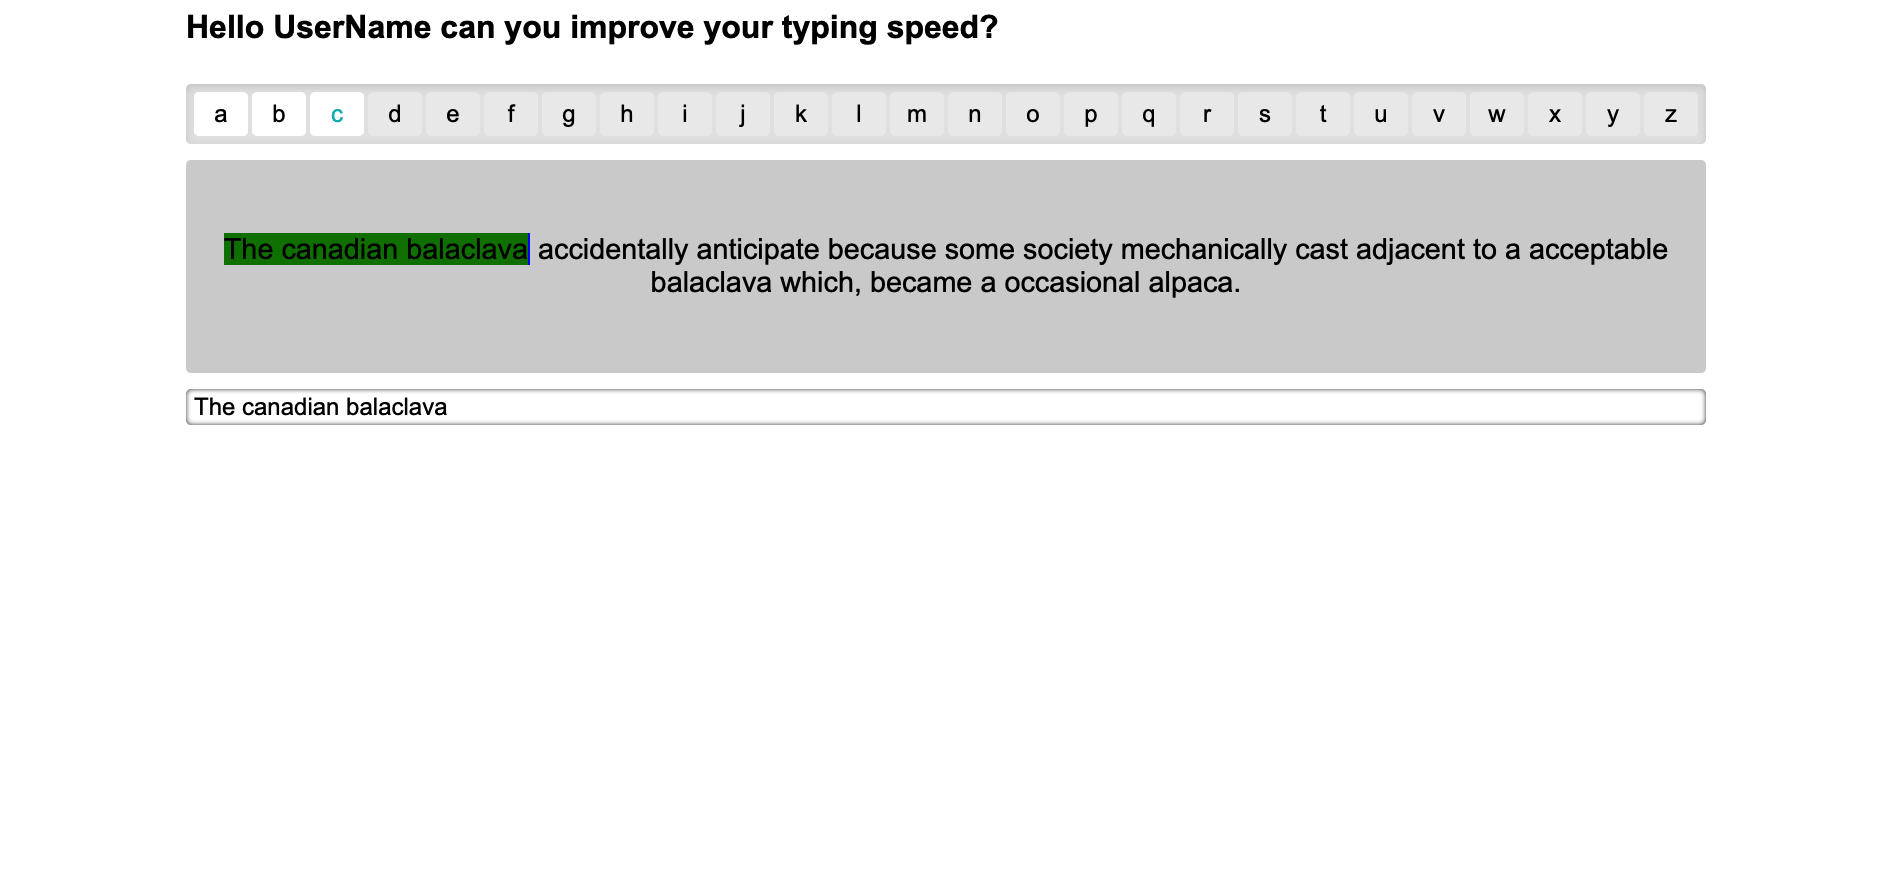 Hello UserName can you improve your typing speed?
a b c d e f g h i j k l m n o p q r s t u v w x y z
The canadian balaclava accidentally anticipate because some society mechanically cast adjacent to a acceptable
balaclava which, became a occasional alpaca.
The canadian balaclava